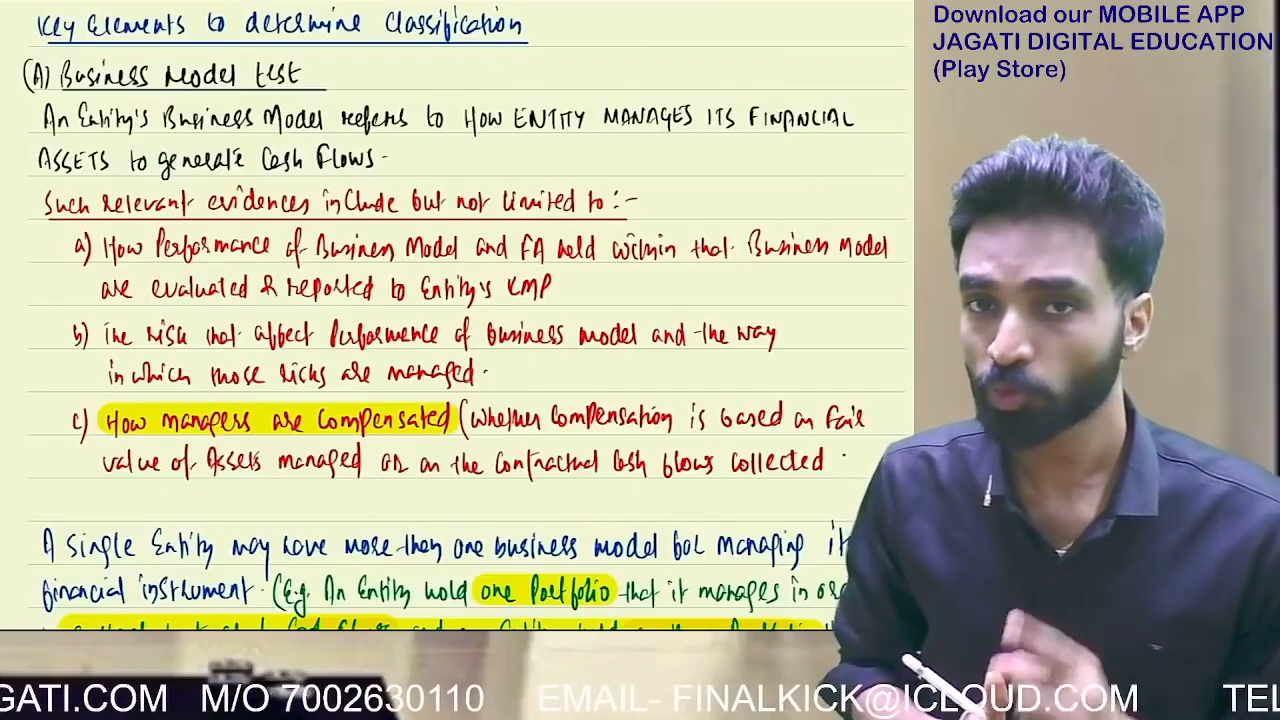 Key Elements to determine Classification
(A) Business Model test
An Entity's Business Model refers to HOW ENTITY MANAGES ITS FINANCIAL
ASSETS to generate Cash flows.
Such relevant evidences include but not limited to :-
a) How Performance of Business Model and FA held within that Business Model
are evaluated & reported to Entity's KMP
b) The risk that affect Performence of business model and the way
in which those risks are managed.
c) How managers are compensated (whether compensation is based on fair
value of Assets managed OR on the contractual cash flows collected.
A single Entity may have more than one business model for managing it
financial instrument. (E.g. An Entity hold one Portfolio that it manages in
Download our MOBILE APP
JAGATI DIGITAL EDUCATION
(Play Store)
GATI.COM M/O 7002630110 EMAIL- FINALKICK@ICLOUD.COM TEL